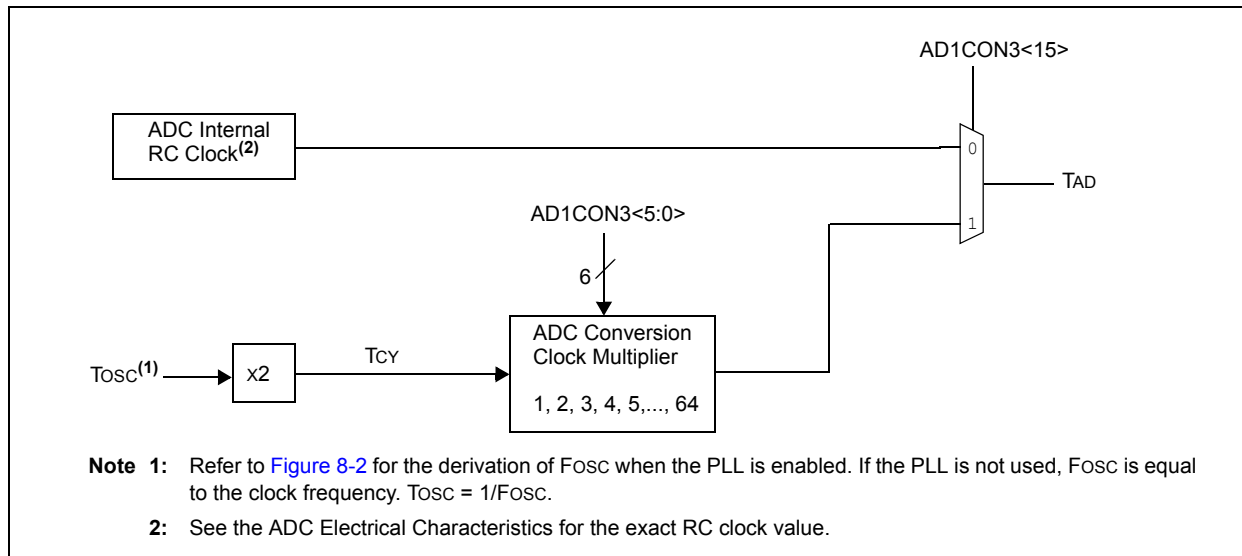 AD1CON3<15>
ADC Internal
RC Clock(2)
0
TAD
AD1CON3<5:0>
1
6
ADC Conversion
Clock Multiplier
TOSC(1)
X2
TCY
1, 2, 3, 4, 5,..., 64
Note 1: Refer to Figure 8-2 for the derivation of FOSC when the PLL is enabled. If the PLL is not used, FOSC is equal
to the clock frequency. TOSC = 1/FOSC.
2: See the ADC Electrical Characteristics for the exact RC clock value.